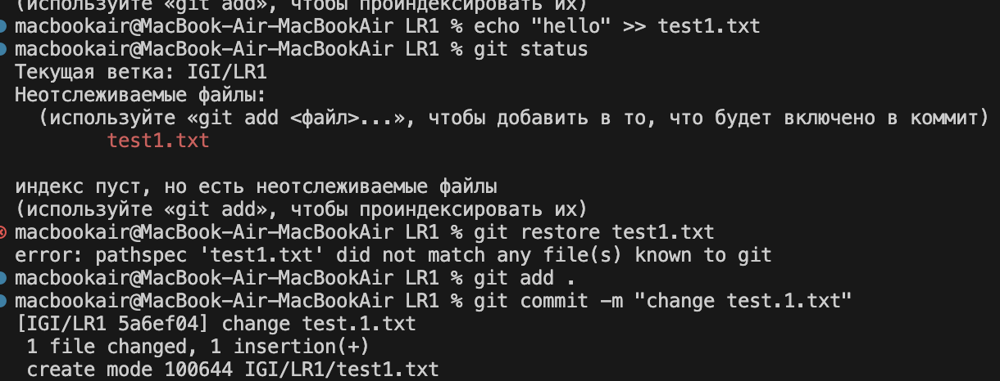 (используйте «git add», чтобы проиндексировать их)
macbookair@MacBook-Air-MacBookAir LR1 % echo "hello" >> test1.txt
macbookair@MacBook-Air-MacBookAir LR1 % git status
Текущая ветка: IGI/LR1
Неотслеживаемые файлы:
  (используйте «git add <файл>...», чтобы добавить в то, что будет включено в коммит)
        test1.txt

индекс пуст, но есть неотслеживаемые файлы
(используйте «git add», чтобы проиндексировать их)
macbookair@MacBook-Air-MacBookAir LR1 % git restore test1.txt
error: pathspec 'test1.txt' did not match any file(s) known to git
macbookair@MacBook-Air-MacBookAir LR1 % git add .
macbookair@MacBook-Air-MacBookAir LR1 % git commit -m "change test.1.txt"
[IGI/LR1 5a6ef04] change test.1.txt
 1 file changed, 1 insertion(+)
 create mode 100644 IGI/LR1/test1.txt